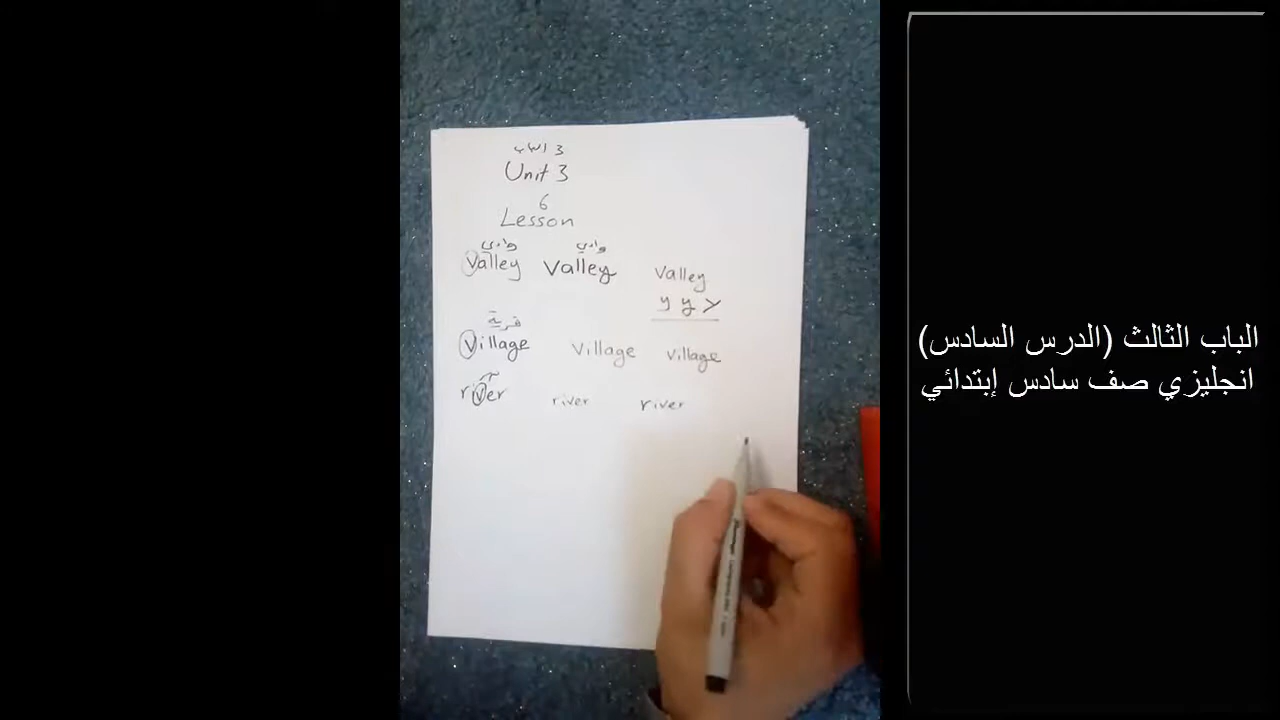 3 الباب
Unit 3
6
Lesson
وادي وادي
Valley Valley Valley
y y y
قرية
Village Village Village
river river river
الباب الثالث (الدرس السادس)
انجليزي صف سادس إبتدائي